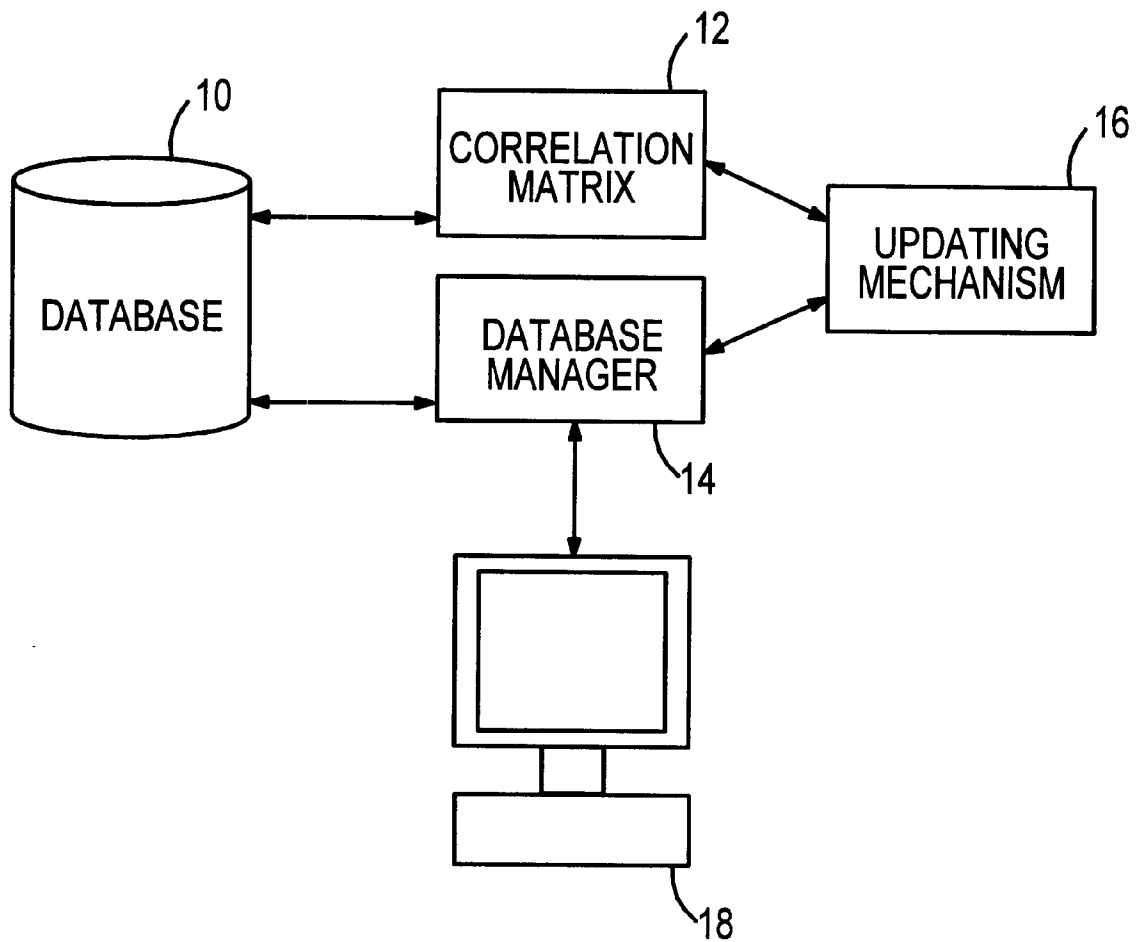 12
10
CORRELATION
MATRIX
16
UPDATING
MECHANISM
DATABASE
DATABASE
MANAGER
14
18